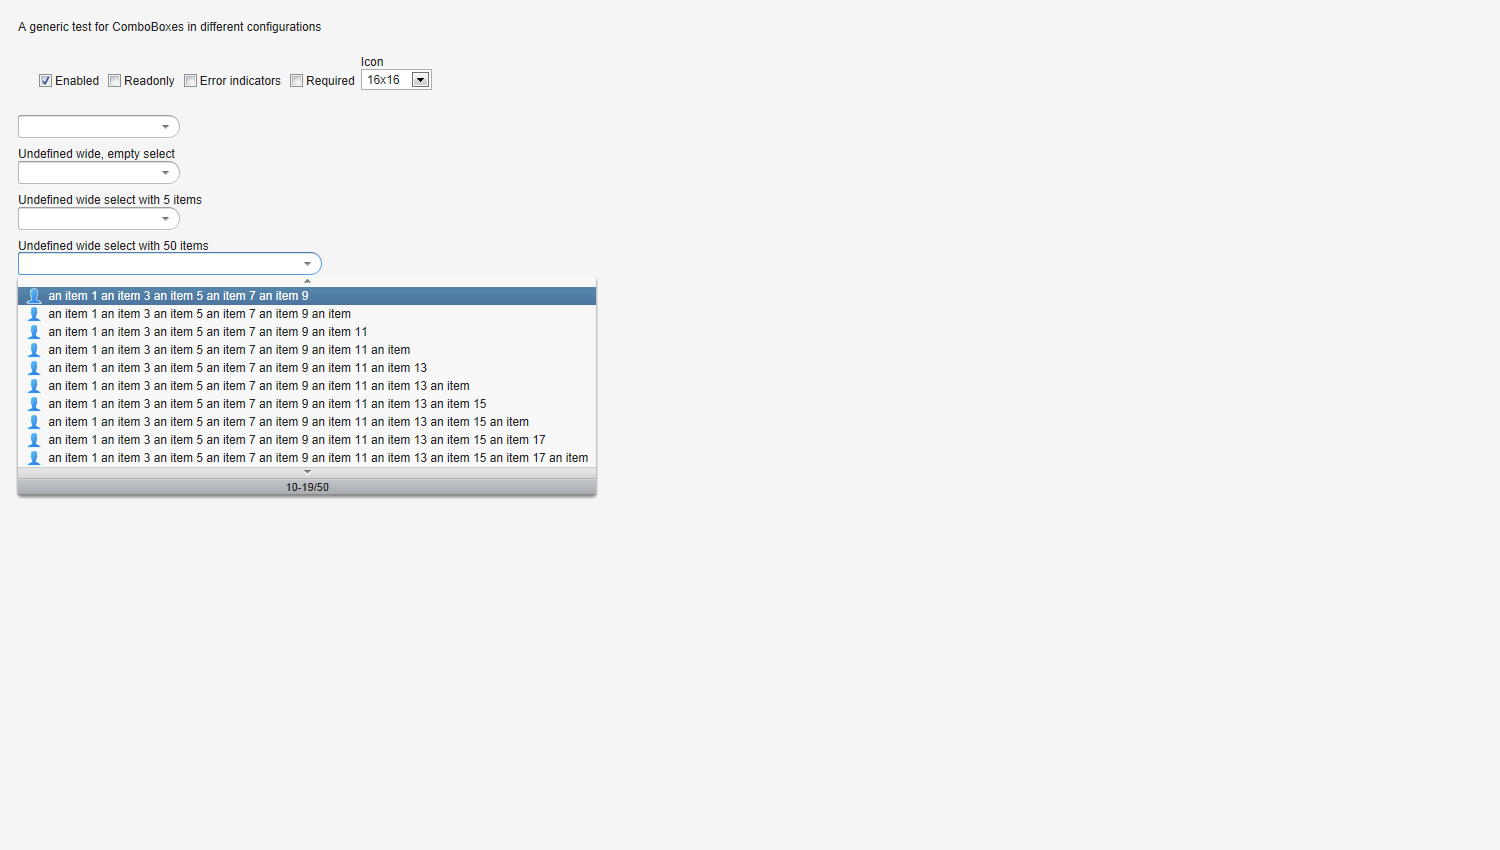 A generic test for ComboBoxes in different configurations
Icon
Enabled Readonly Error indicators Required 16x16
Undefined wide, empty select
Undefined wide select with 5 items
Undefined wide select with 50 items
an item 1 an item 3 an item 5 an item 7 an item 9
an item 1 an item 3 an item 5 an item 7 an item 9 an item
an item 1 an item 3 an item 5 an item 7 an item 9 an item 11
an item 1 an item 3 an item 5 an item 7 an item 9 an item 11 an item
an item 1 an item 3 an item 5 an item 7 an item 9 an item 11 an item 13
an item 1 an item 3 an item 5 an item 7 an item 9 an item 11 an item 13 an item
an item 1 an item 3 an item 5 an item 7 an item 9 an item 11 an item 13 an item 15
an item 1 an item 3 an item 5 an item 7 an item 9 an item 11 an item 13 an item 15 an item
an item 1 an item 3 an item 5 an item 7 an item 9 an item 11 an item 13 an item 15 an item 17
an item 1 an item 3 an item 5 an item 7 an item 9 an item 11 an item 13 an item 15 an item 17 an item
10-19/50